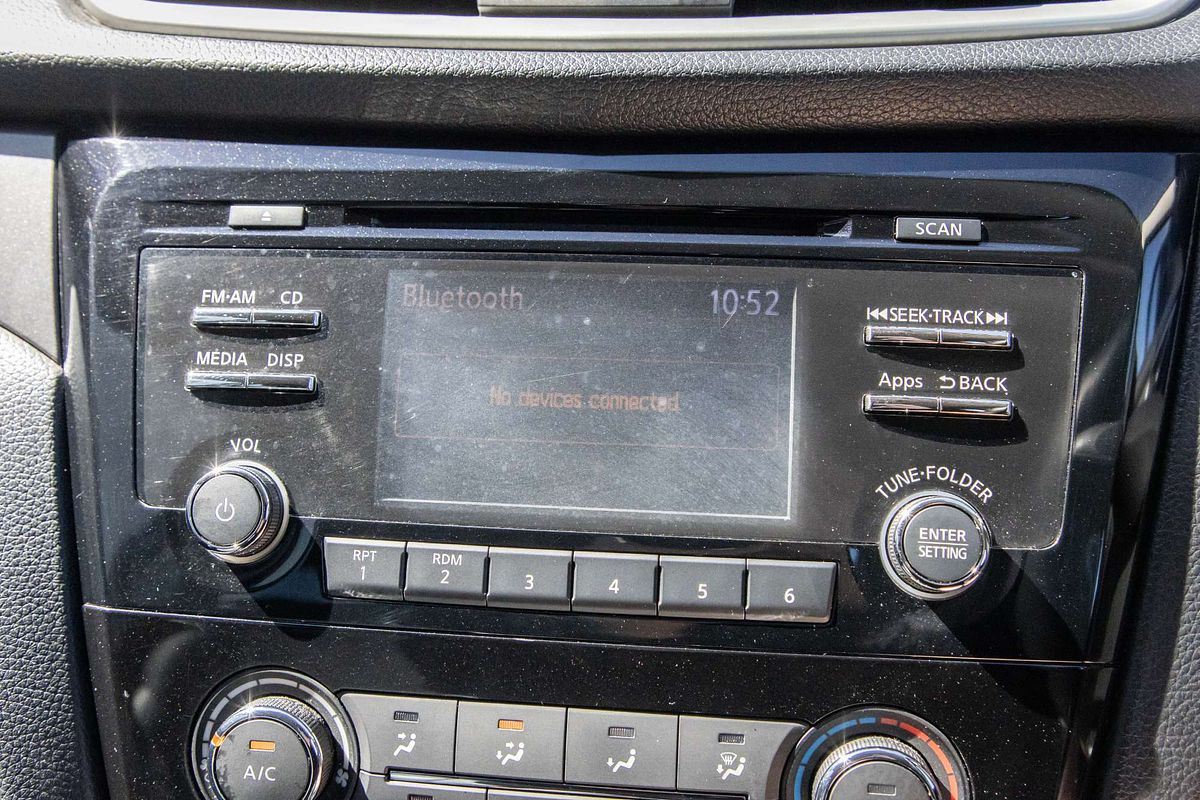 SCAN
FM·AM CD
MÉDIA DISP
VOL
Bluetooth 10:52
No devices connected
SEEK·TRACK
Apps BACK
TUNE·FOLDER
ENTER
SETTING
RPT
1
RDM
2
3
4
5
6
A/C